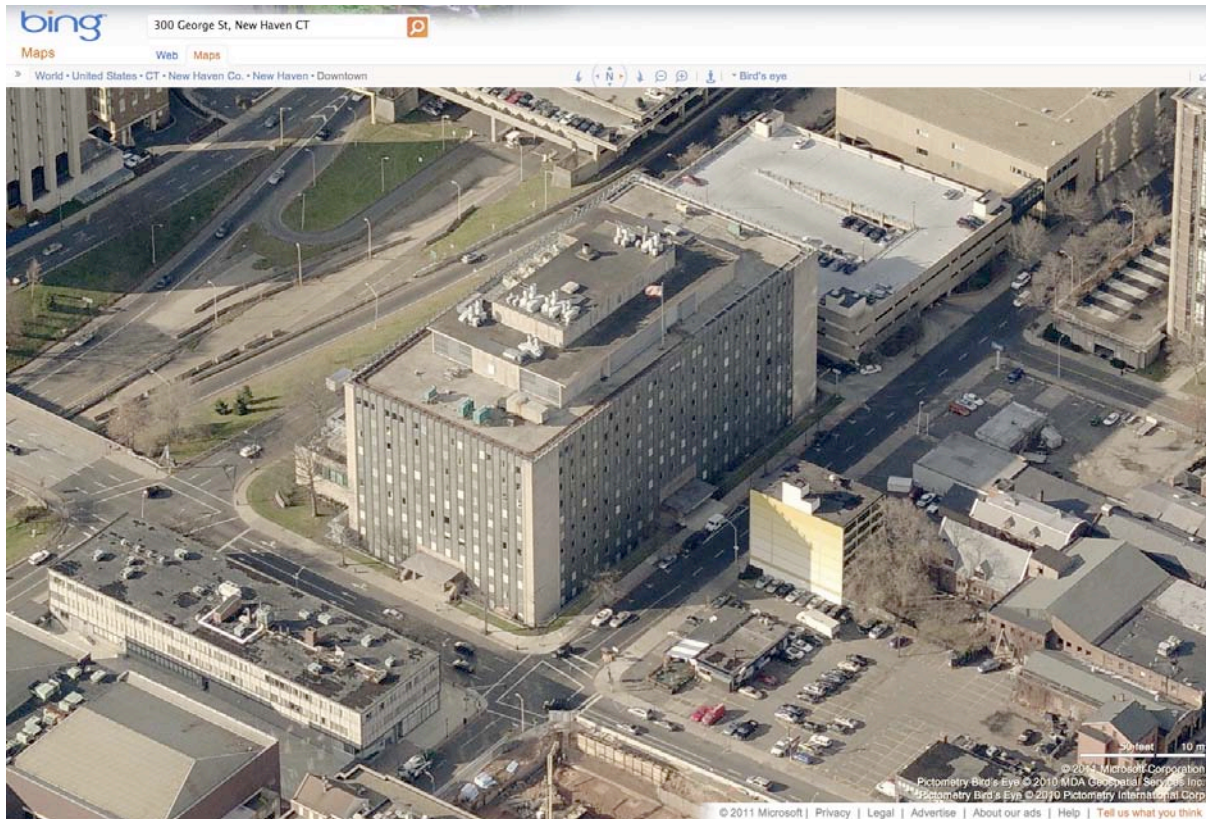 bing
300 George St, New Haven CT
Maps
Web Maps
» World • United States • CT • New Haven Co. • New Haven • Downtown
N
Bird's eye
50 feet 10 m
© 2011 Microsoft Corporation
Pictometry Bird's Eye © 2010 MDA Geospatial Services Inc.
Pictometry Bird's Eye © 2010 Pictometry International Corp
© 2011 Microsoft | Privacy | Legal | Advertise | About our ads | Help | Tell us what you think